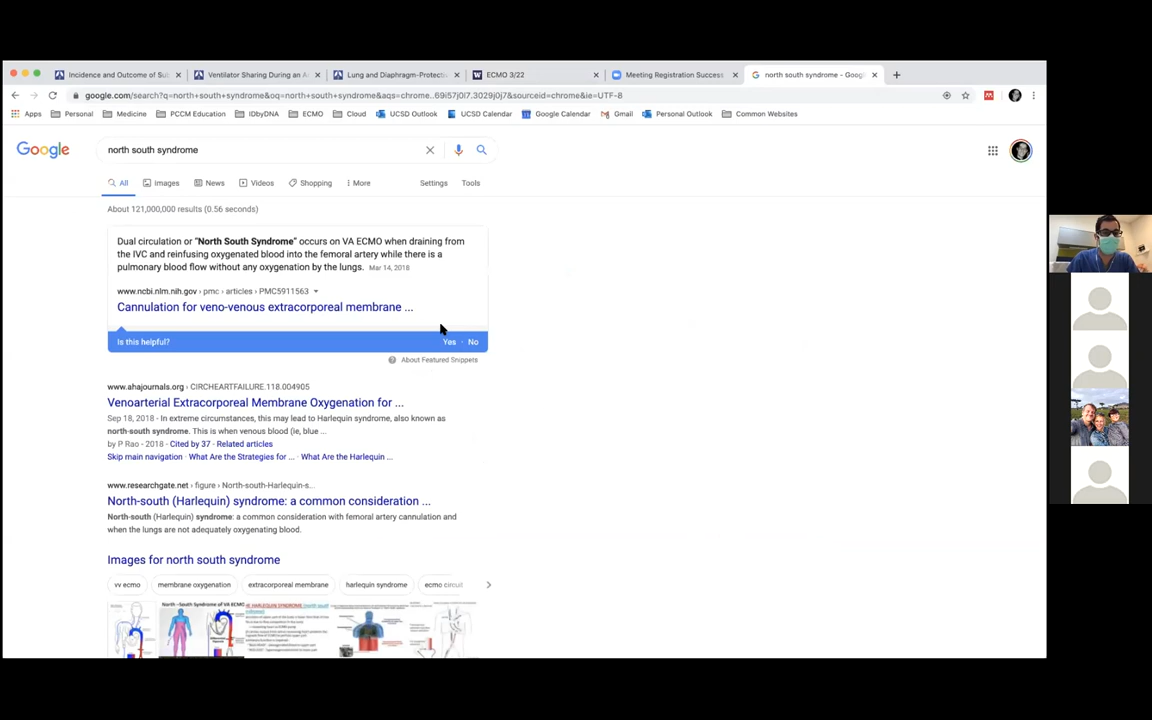 Incidence and Outcome of Su
Ventilator Sharing During an A
Lung and Diaphragm-Protecti
ECMO 3/22
Meeting Registration Success
north south syndrome - Googl
google.com/search?q=north+south+syndrome&oq=north+south+syndrome&aqs=chrome..69i57j0l7.3029j0j7&sourceid=chrome&ie=UTF-8
Apps
Personal
Medicine
PCCM Education
IDbyDNA
ECMO
Cloud
UCSD Outlook
UCSD Calendar
Google Calendar
Gmail
Personal Outlook
Common Websites
Google
north south syndrome
All
Images
News
Videos
Shopping
More
Settings
Tools
About 121,000,000 results (0.56 seconds)
Dual circulation or "North South Syndrome" occurs on VA ECMO when draining from
the IVC and reinfusing oxygenated blood into the femoral artery while there is a
pulmonary blood flow without any oxygenation by the lungs. Mar 14, 2018
www.ncbi.nlm.nih.gov › pmc › articles › PMC5911563
Cannulation for veno-venous extracorporeal membrane ...
Is this helpful?
Yes · No
About Featured Snippets
www.ahajournals.org › CIRCHEARTFAILURE.118.004905
Venoarterial Extracorporeal Membrane Oxygenation for ...
Sep 18, 2018 - In extreme circumstances, this may lead to Harlequin syndrome, also known as
north-south syndrome. This is when venous blood (ie, blue ...
by P Rao - 2018 - Cited by 37 - Related articles
Skip main navigation · What Are the Strategies for ... · What Are the Harlequin ...
www.researchgate.net › figure › North-south-Harlequin-s...
North-south (Harlequin) syndrome: a common consideration ...
North-south (Harlequin) syndrome: a common consideration with femoral artery cannulation and
when the lungs are not adequately oxygenating blood.
Images for north south syndrome
vv ecmo
membrane oxygenation
extracorporeal membrane
harlequin syndrome
ecmo circuit
North-South Syndrome of VA ECMO